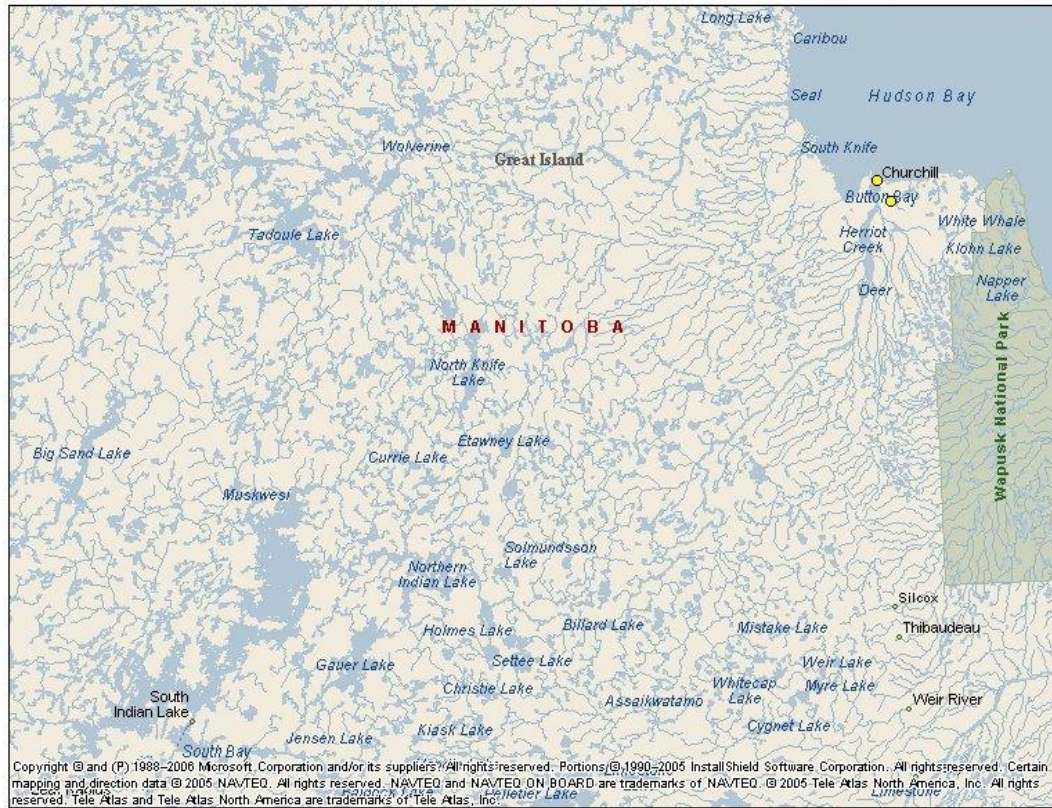 Long Lake
Caribou
Seal
Hudson Bay
South Knife
Wolverine
Great Island
Churchill
Button Bay
White Whale
Tadoule Lake
Herriot
Creek
Klohn Lake
Deer
Napper
Lake
MANITOBA
North Knife
Lake
Wapusk National Park
Etawney Lake
Big Sand Lake
Currie Lake
Muskwesi
Solmundsson
Lake
Northern
Indian Lake
Silcox
Holmes Lake
Billard Lake
Mistake Lake
Thibaudeau
Gauer Lake
Settee Lake
Weir Lake
Christie Lake
Whitecap
Lake
Myre Lake
South
Indian Lake
Assaikwatamo
Weir River
Kiask Lake
Cygnet Lake
Jensen Lake
South Bay
Copyright © and (P) 1988–2006 Microsoft Corporation and/or its suppliers. All rights reserved. Portions © 1990–2005 InstallShield Software Corporation. All rights reserved. Certain
mapping and direction data © 2005 NAVTEQ. All rights reserved. NAVTEQ and NAVTEQ ON BOARD are trademarks of NAVTEQ. © 2005 Tele Atlas North America, Inc. All rights
reserved. Tele Atlas and Tele Atlas North America are trademarks of Tele Atlas, Inc.
Pelletier Lake
Limestone